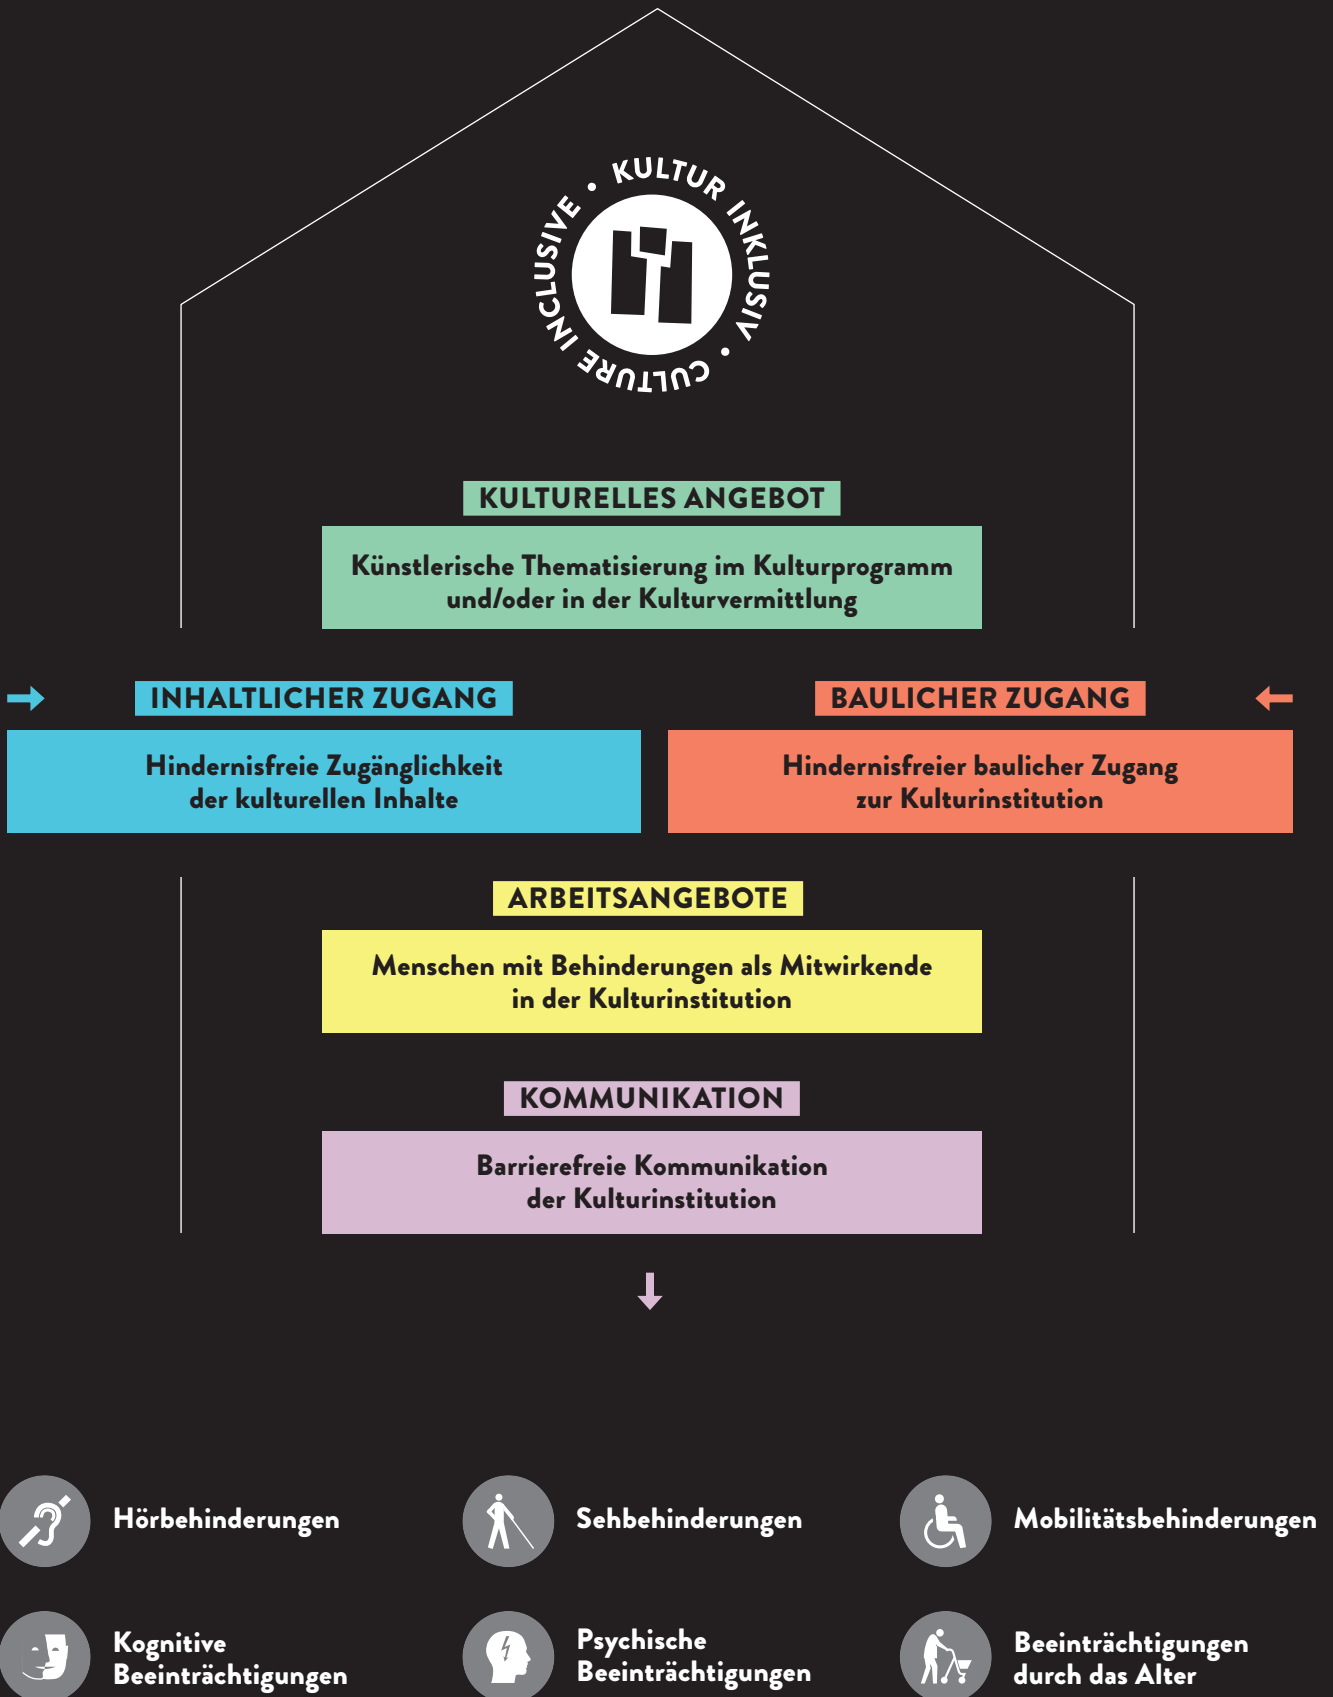 KULTUR INKLUSIV • CULTURE INCLUSIVE •
KULTURELLES ANGEBOT
Künstlerische Thematisierung im Kulturprogramm
und/oder in der Kulturvermittlung
INHALTLICHER ZUGANG
Hindernisfreie Zugänglichkeit
der kulturellen Inhalte
BAULICHER ZUGANG
Hindernisfreier baulicher Zugang
zur Kulturinstitution
ARBEITSANGEBOTE
Menschen mit Behinderungen als Mitwirkende
in der Kulturinstitution
KOMMUNIKATION
Barrierefreie Kommunikation
der Kulturinstitution
Hörbehinderungen
Sehbehinderungen
Mobilitätsbehinderungen
Kognitive
Beeinträchtigungen
Psychische
Beeinträchtigungen
Beeinträchtigungen
durch das Alter